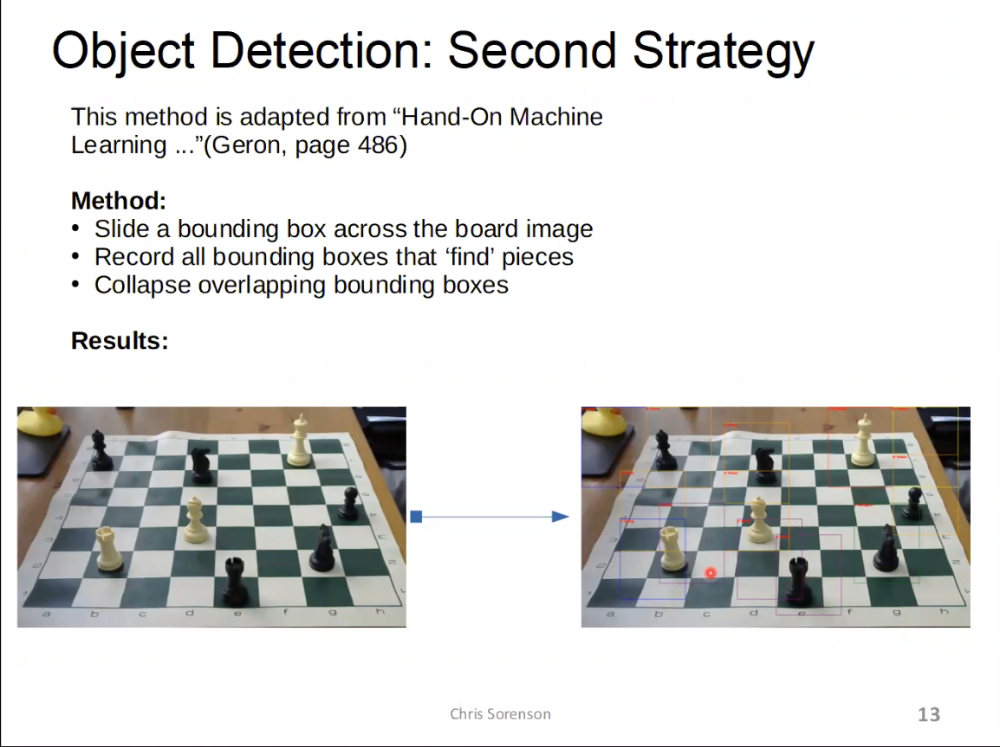 Object Detection: Second Strategy
This method is adapted from “Hand-On Machine
Learning ...”(Geron, page 486)
Method:
• Slide a bounding box across the board image
• Record all bounding boxes that ‘find’ pieces
• Collapse overlapping bounding boxes
Results:
a b c d e f g h
a b c d e f g h
Chris Sorenson
13